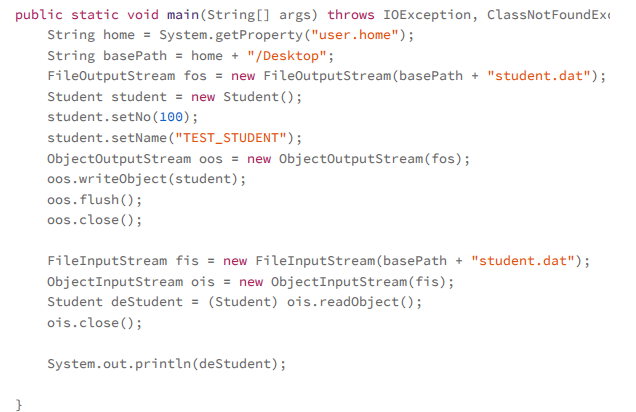 public static void main(String[] args) throws IOException, ClassNotFoundExc
String home = System.getProperty("user.home");
String basePath = home + "/Desktop";
FileOutputStream fos = new FileOutputStream(basePath + "student.dat");
Student student = new Student();
student.setNo(100);
student.setName("TEST_STUDENT");
ObjectOutputStream oos = new ObjectOutputStream(fos);
oos.writeObject(student);
oos.flush();
oos.close();
FileInputStream fis = new FileInputStream(basePath + "student.dat");
ObjectInputStream ois = new ObjectInputStream(fis);
Student deStudent = (Student) ois.readObject();
ois.close();
System.out.println(deStudent);
}